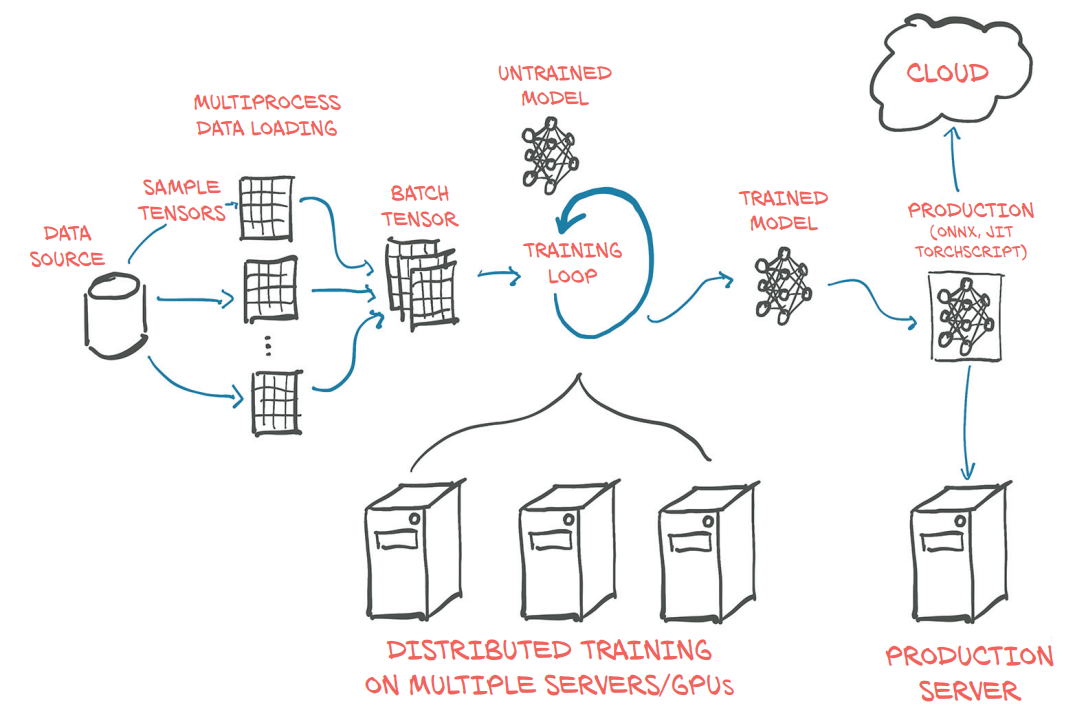 UNTRAINED
MODEL
CLOUD
MULTIPROCESS
DATA LOADING
SAMPLE
TENSORS
BATCH
TENSOR
TRAINED
MODEL
PRODUCTION
(ONNX, JIT
TORCHSCRIPT)
DATA
SOURCE
TRAINING
LOOP
DISTRIBUTED TRAINING
ON MULTIPLE SERVERS/GPUs
PRODUCTION
SERVER